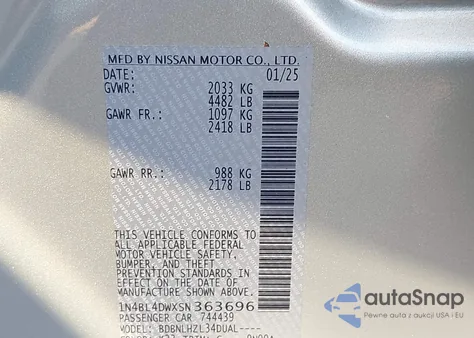 MFD BY NISSAN MOTOR CO., LTD.
DATE: 01/25
GVWR: 2033 KG
4482 LB
GAWR FR.: 1097 KG
2418 LB
GAWR RR.: 988 KG
2178 LB
THIS VEHICLE CONFORMS TO
ALL APPLICABLE FEDERAL
MOTOR VEHICLE SAFETY,
BUMPER, AND THEFT
PREVENTION STANDARDS IN
EFFECT ON THE DATE OF
MANUFACTURE SHOWN ABOVE.
1N4BL4DWXSN363696
PASSENGER CAR 744439
MODEL: BDBNLHZL34DUAL----
autoSnap
Pewne auta z aukcji USA i EU